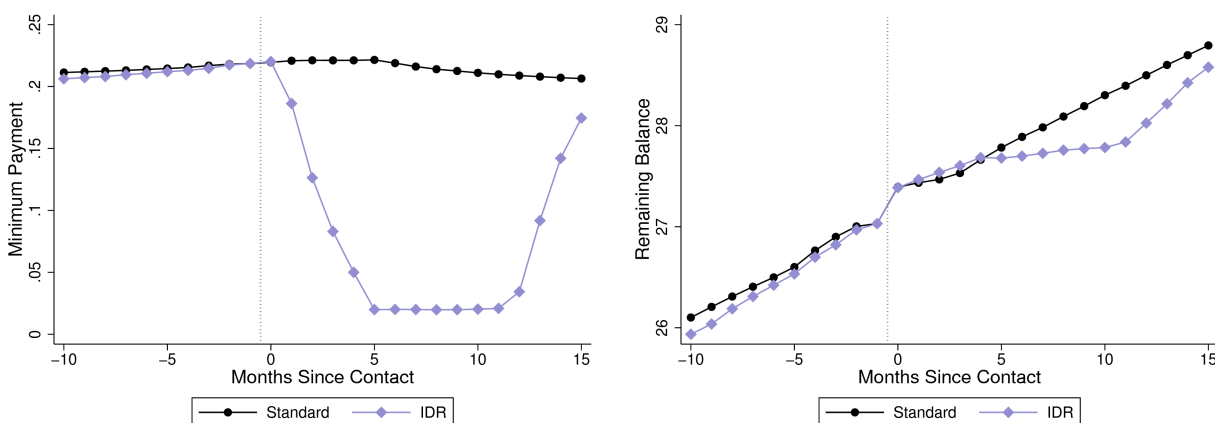 .25
.2
.15
.1
.05
0
Minimum Payment
−10 −5 0 5 10 15
Months Since Contact
Standard IDR
29
28
27
26
Remaining Balance
−10 −5 0 5 10 15
Months Since Contact
Standard IDR